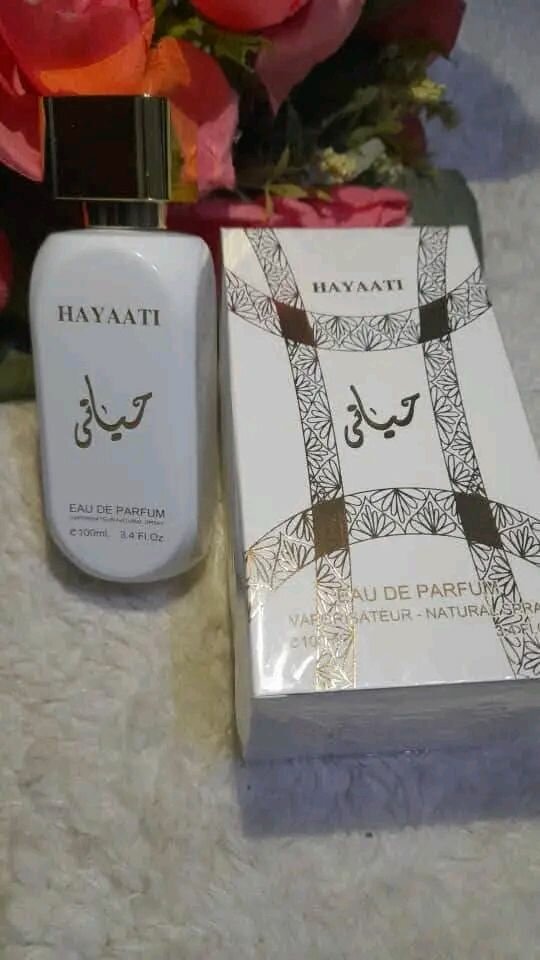 HAYAATI
حياتي
EAU DE PARFUM
VAPORISATEUR-NATURAL SPRAY
e100ml. 3.4 Fl.Oz
HAYAATI
حياتي
EAU DE PARFUM
VAPORISATEUR - NATURAL SPRA